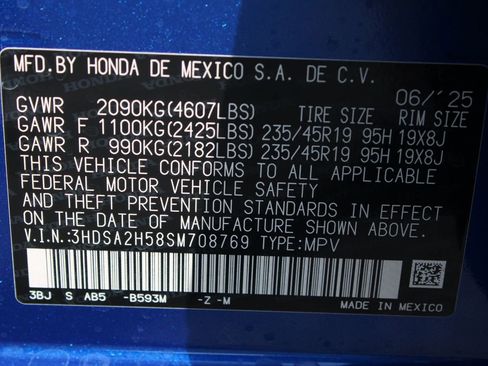 MFD.BY HONDA DE MEXICO S.A. DE C.V.
06/'25
GVWR 2090KG(4607LBS) TIRE SIZE RIM SIZE
GAWR F 1100KG(2425LBS) 235/45R19 95H 19X8J
GAWR R 990KG(2182LBS) 235/45R19 95H 19X8J
THIS VEHICLE CONFORMS TO ALL APPLICABLE
FEDERAL MOTOR VEHICLE SAFETY
AND THEFT PREVENTION STANDARDS IN EFFECT
ON THE DATE OF MANUFACTURE SHOWN ABOVE.
V.I.N.:3HDSA2H58SM708769 TYPE:MPV
3BJ S AB5 -B593M -Z -M
MADE IN MEXICO